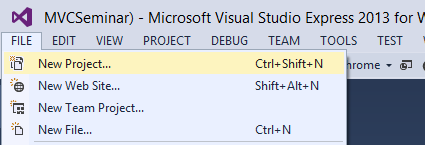 MVCSeminar) - Microsoft Visual Studio Express 2013 for W
FILE EDIT VIEW PROJECT DEBUG TEAM TOOLS TEST
New Project... Ctrl+Shift+N
hrome
New Web Site... Shift+Alt+N
New Team Project...
New File... Ctrl+N